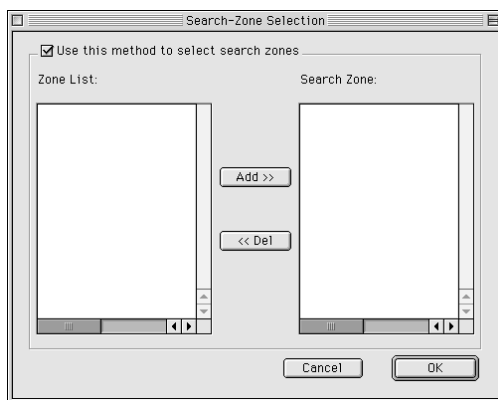 Search-Zone Selection
Use this method to select search zones
Zone List:
Search Zone:
Add >>
<< Del
Cancel
OK